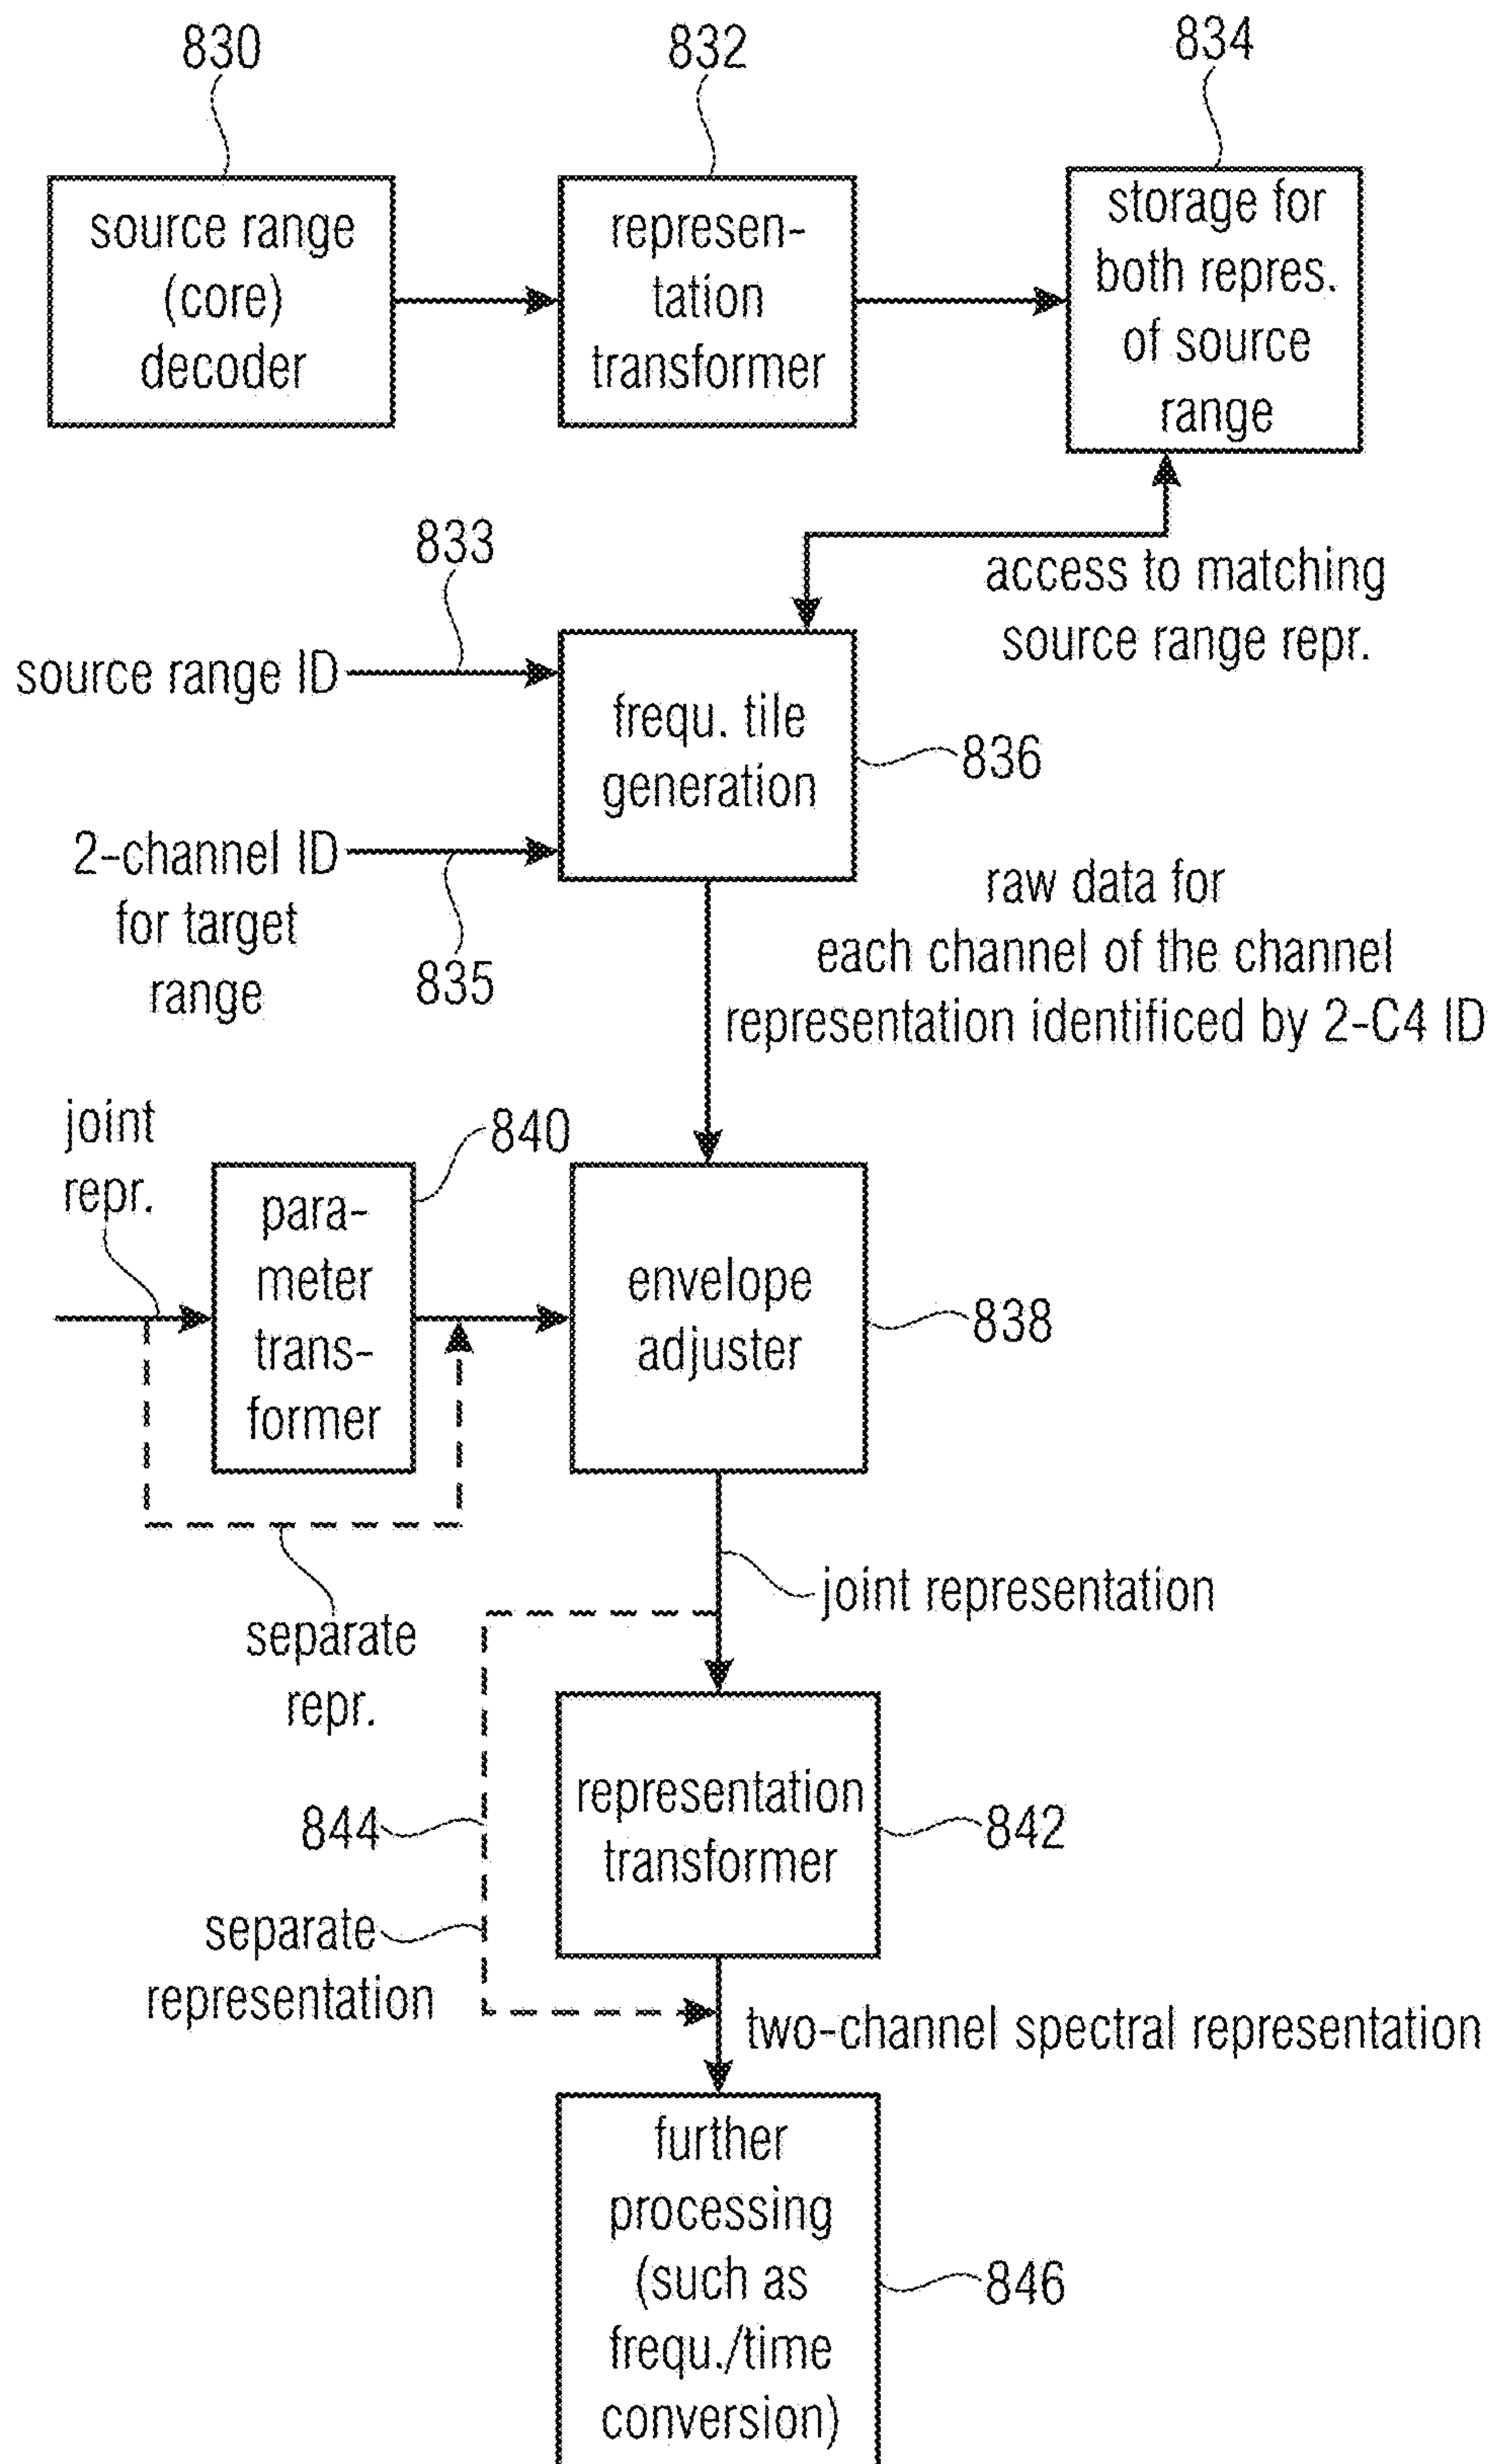 830
832
834
source range
(core)
decoder
represen-
tation
transformer
storage for
both repres.
of source
range
833
access to matching
source range repr.
source range ID
frequ. tile
generation
836
2-channel ID
for target
range
835
raw data for
each channel of the channel
representation identificed by 2-C4 ID
joint
repr.
840
para-
meter
trans-
former
envelope
adjuster
838
separate
repr.
joint representation
844
representation
transformer
842
separate
representation
two-channel spectral representation
further
processing
(such as
frequ./time
conversion)
846